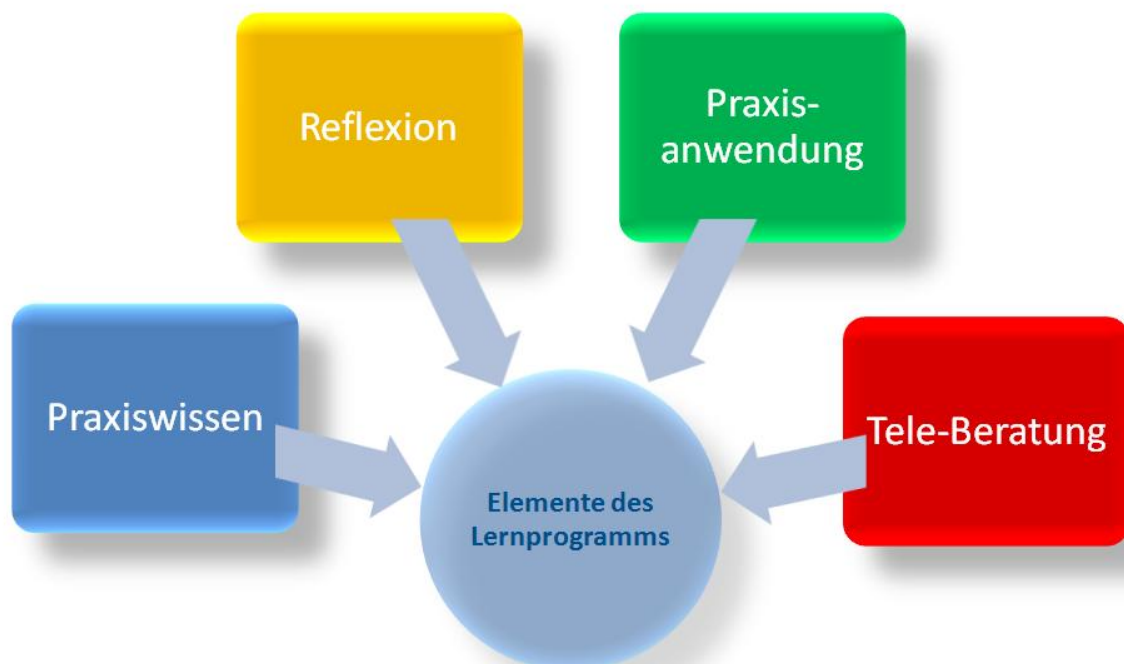 Reflexion
Praxis-
anwendung
Praxiswissen
Tele-Beratung
Elemente des
Lernprogramms